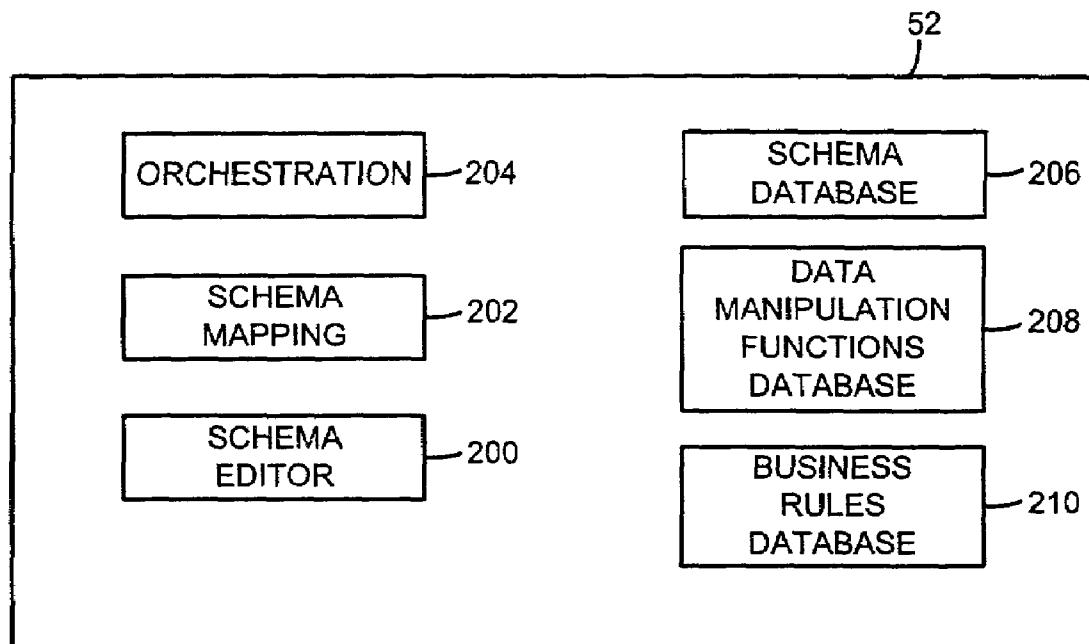 52
ORCHESTRATION
204
SCHEMA
MAPPING
202
SCHEMA
EDITOR
200
SCHEMA
DATABASE
206
DATA
MANIPULATION
FUNCTIONS
DATABASE
208
BUSINESS
RULES
DATABASE
210